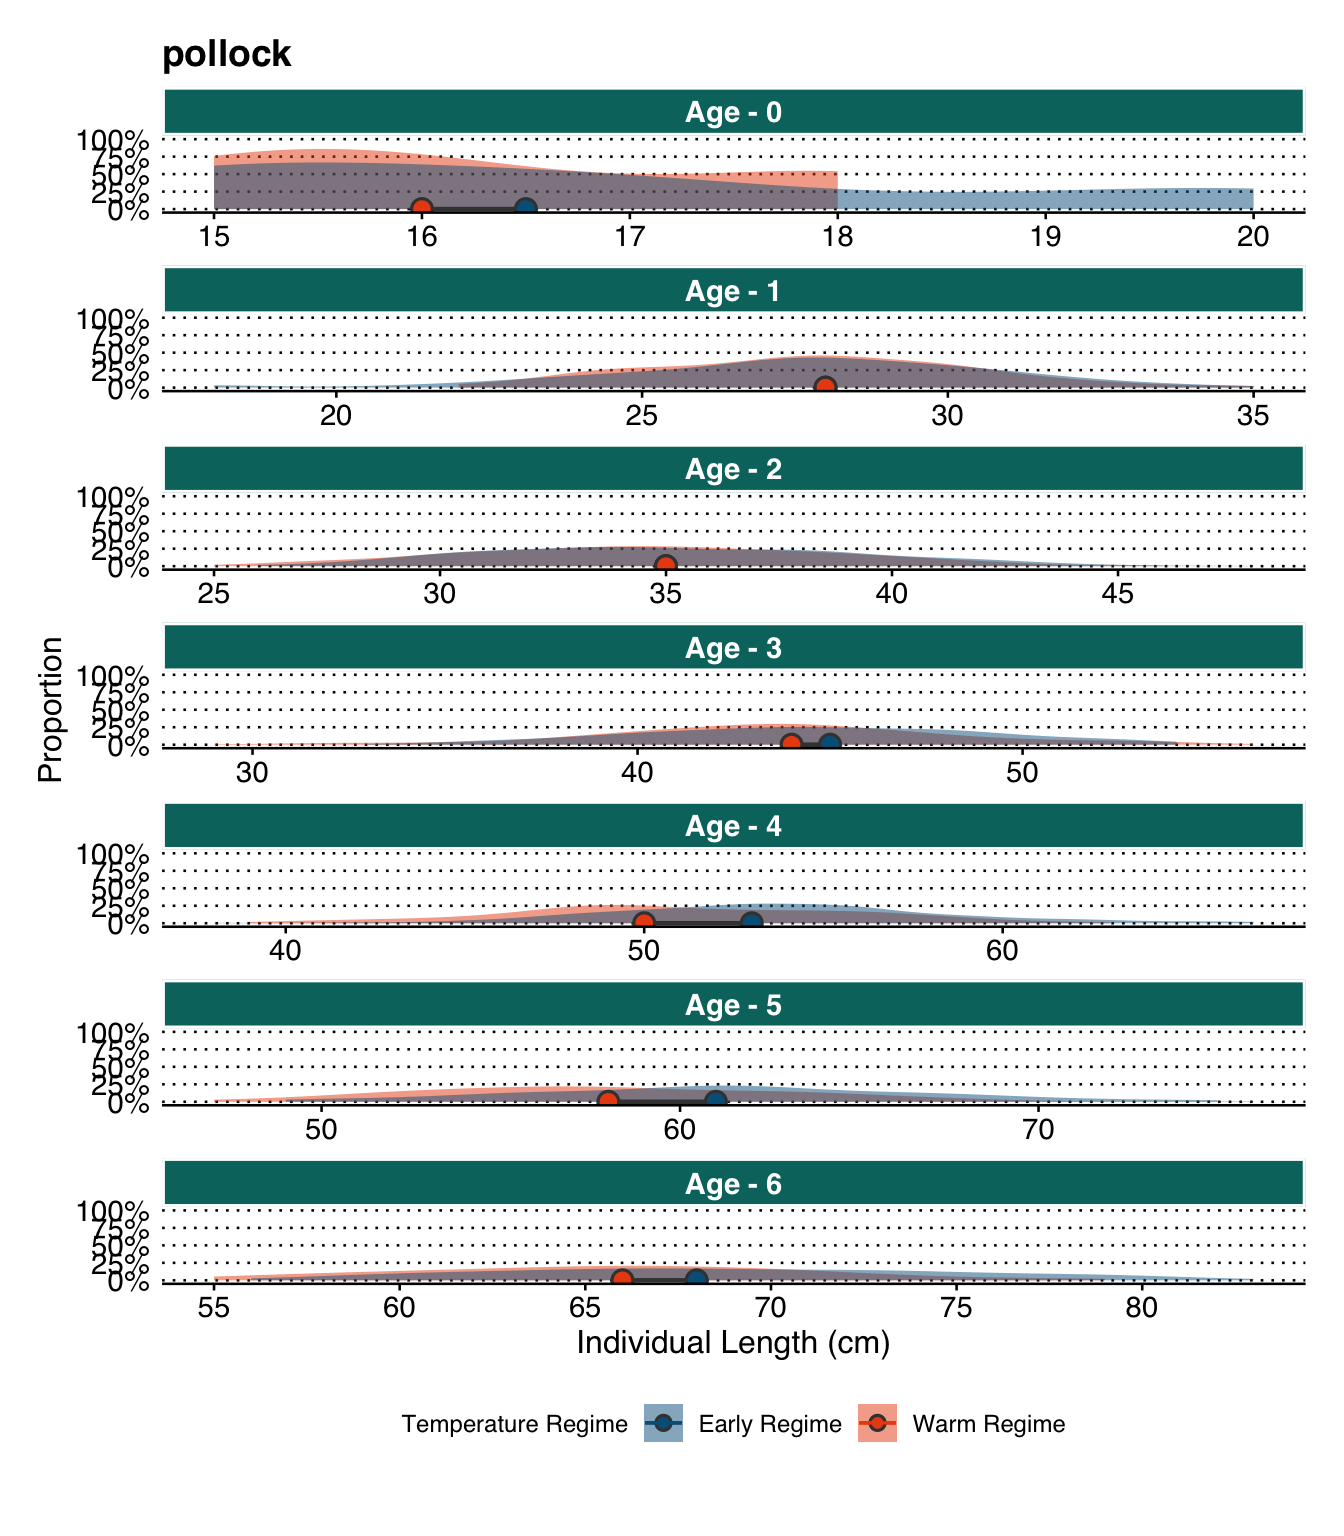 pollock
Age - 0
100%
75%
50%
25%
0%
15 16 17 18 19 20
Age - 1
100%
75%
50%
25%
0%
20 25 30 35
Age - 2
100%
75%
50%
25%
0%
25 30 35 40 45
Age - 3
100%
75%
50%
25%
0%
30 40 50
Proportion
Age - 4
100%
75%
50%
25%
0%
40 50 60
Age - 5
100%
75%
50%
25%
0%
50 60 70
Age - 6
100%
75%
50%
25%
0%
55 60 65 70 75 80
Individual Length (cm)
Temperature Regime Early Regime Warm Regime